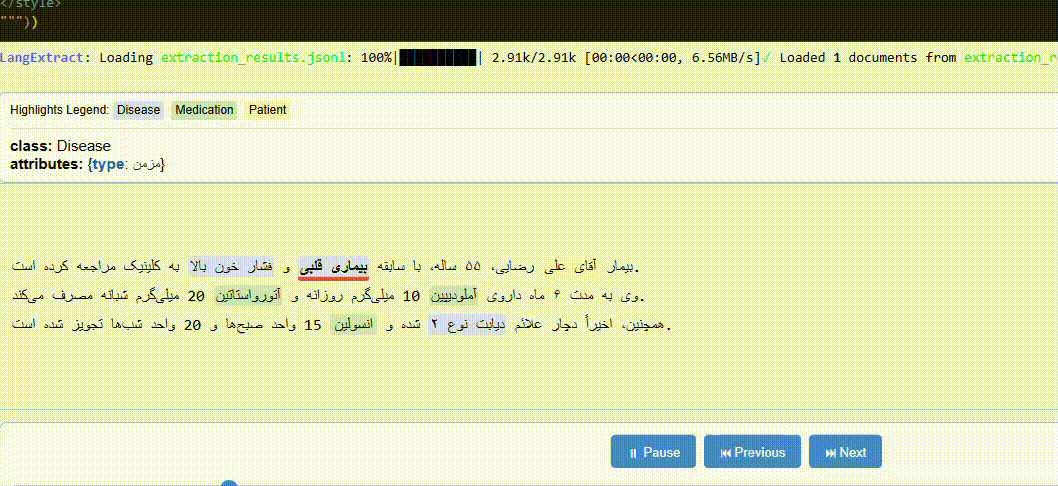 </style>
"""))
LangExtract: Loading extraction_results.jsonl: 100%|██████████| 2.91k/2.91k [00:00<00:00, 6.56MB/s]✓ Loaded 1 documents from
Highlights Legend: Disease Medication Patient
class: Disease
attributes: {type: مزمن}
بیمار آقای علی رضایی، ۵۵ ساله، با سابقه بیماری قلبی و فشار خون بالا به کلینیک مراجعه کرده است.
وی به مدت ۶ ماه داروی آملودیپین 10 میلی‌گرم روزانه و آتورواستاتین 20 میلی‌گرم شبانه مصرف می‌کند.
همچنین، اخیراً دچار علائم دیابت نوع ۲ شده و انسولین 15 واحد صبح‌ها و 20 واحد شب‌ها تجویز شده است.
⏸ Pause ⏮ Previous ⏭ Next